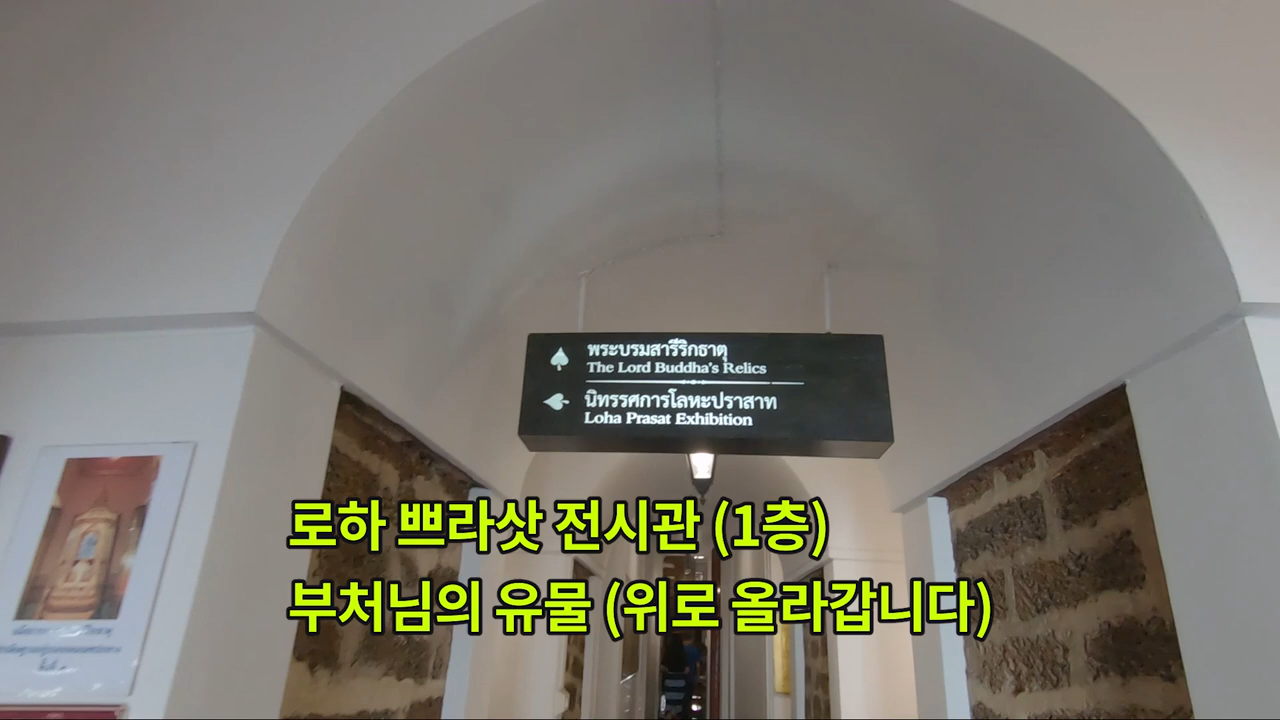 พระบรมสารีริกธาตุ
The Lord Buddha's Relics
นิทรรศการโลหะปราสาท
Loha Prasat Exhibition
로하 쁘라삿 전시관 (1층)
부처님의 유물 (위로 올라갑니다)